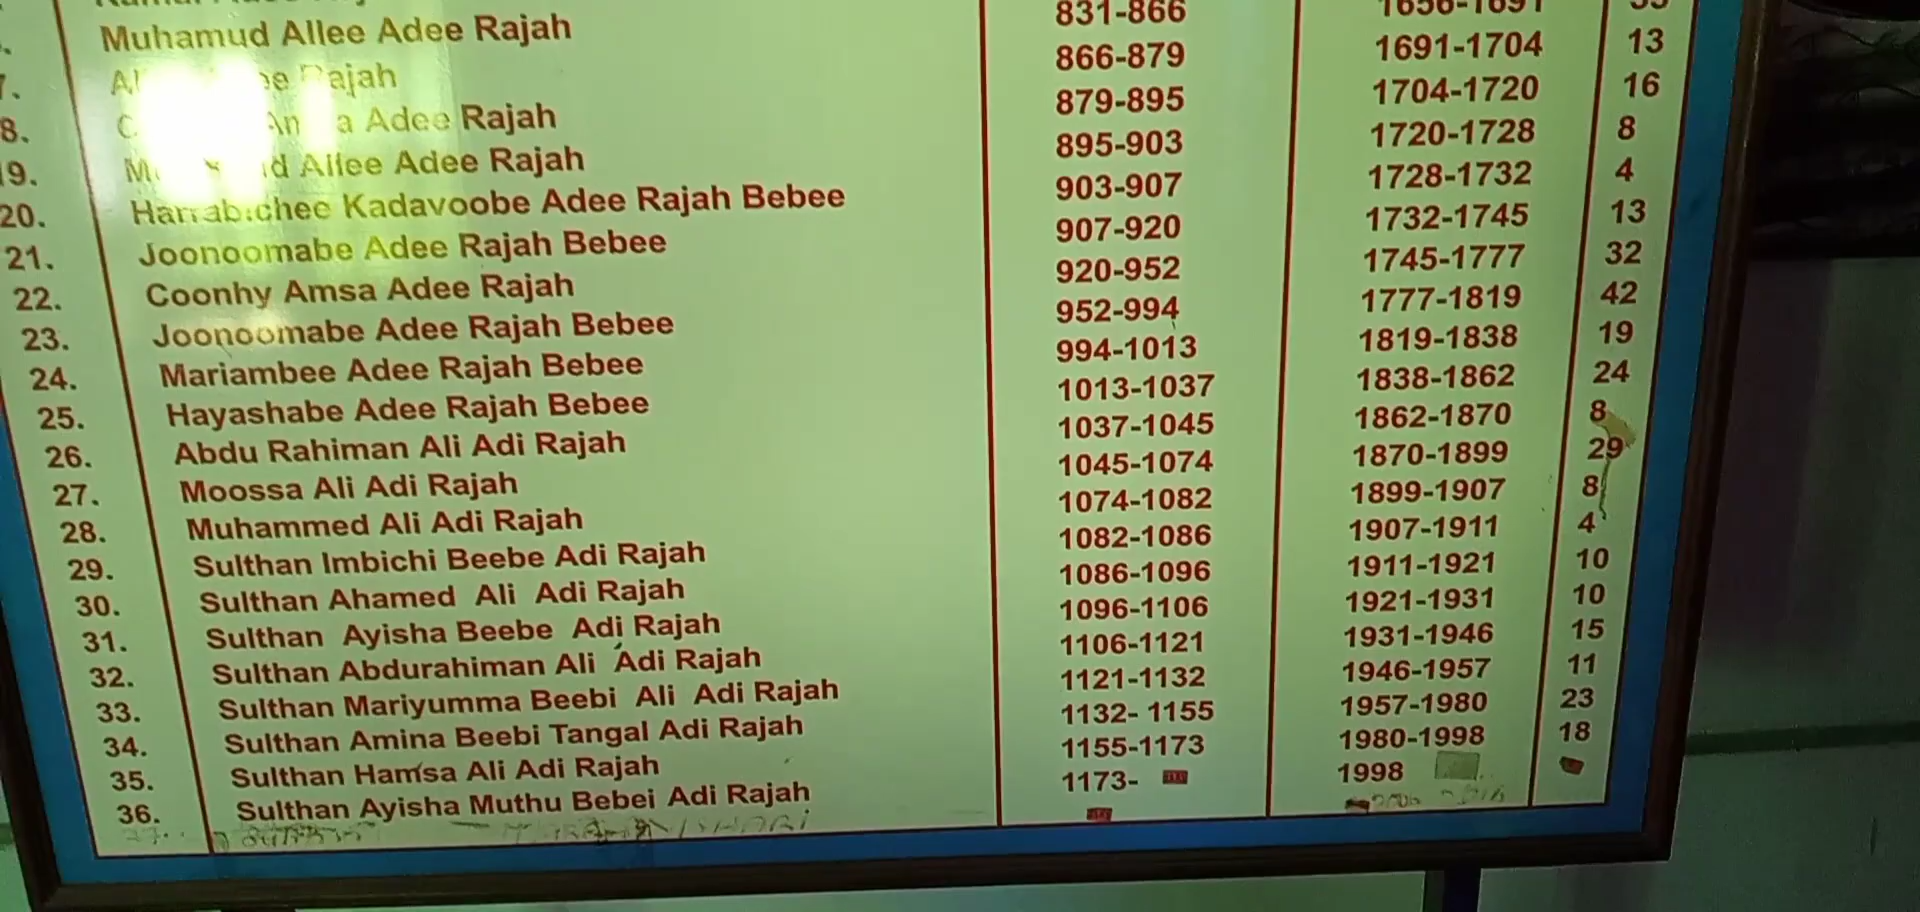 831-866
Muhamud Allee Adee Rajah 866-879 1691-1704 13
Rajah 879-895 1704-1720 16
8. Adee Rajah 895-903 1720-1728 8
19. Allee Adee Rajah 903-907 1728-1732 4
20. Harrabichee Kadavoobe Adee Rajah Bebee 907-920 1732-1745 13
21. Joonoomabe Adee Rajah Bebee 920-952 1745-1777 32
22. Coonhy Amsa Adee Rajah 952-994 1777-1819 42
23. Joonoomabe Adee Rajah Bebee 994-1013 1819-1838 19
24. Mariambee Adee Rajah Bebee 1013-1037 1838-1862 24
25. Hayashabe Adee Rajah Bebee 1037-1045 1862-1870 8
26. Abdu Rahiman Ali Adi Rajah 1045-1074 1870-1899 29
27. Moossa Ali Adi Rajah 1074-1082 1899-1907 8
28. Muhammed Ali Adi Rajah 1082-1086 1907-1911 4
29. Sulthan Imbichi Beebe Adi Rajah 1086-1096 1911-1921 10
30. Sulthan Ahamed Ali Adi Rajah 1096-1106 1921-1931 10
31. Sulthan Ayisha Beebe Adi Rajah 1106-1121 1931-1946 15
32. Sulthan Abdurahiman Ali Adi Rajah 1121-1132 1946-1957 11
33. Sulthan Mariyumma Beebi Ali Adi Rajah 1132- 1155 1957-1980 23
34. Sulthan Amina Beebi Tangal Adi Rajah 1155-1173 1980-1998 18
35. Sulthan Hamsa Ali Adi Rajah 1173- 1998
36. Sulthan Ayisha Muthu Bebei Adi Rajah